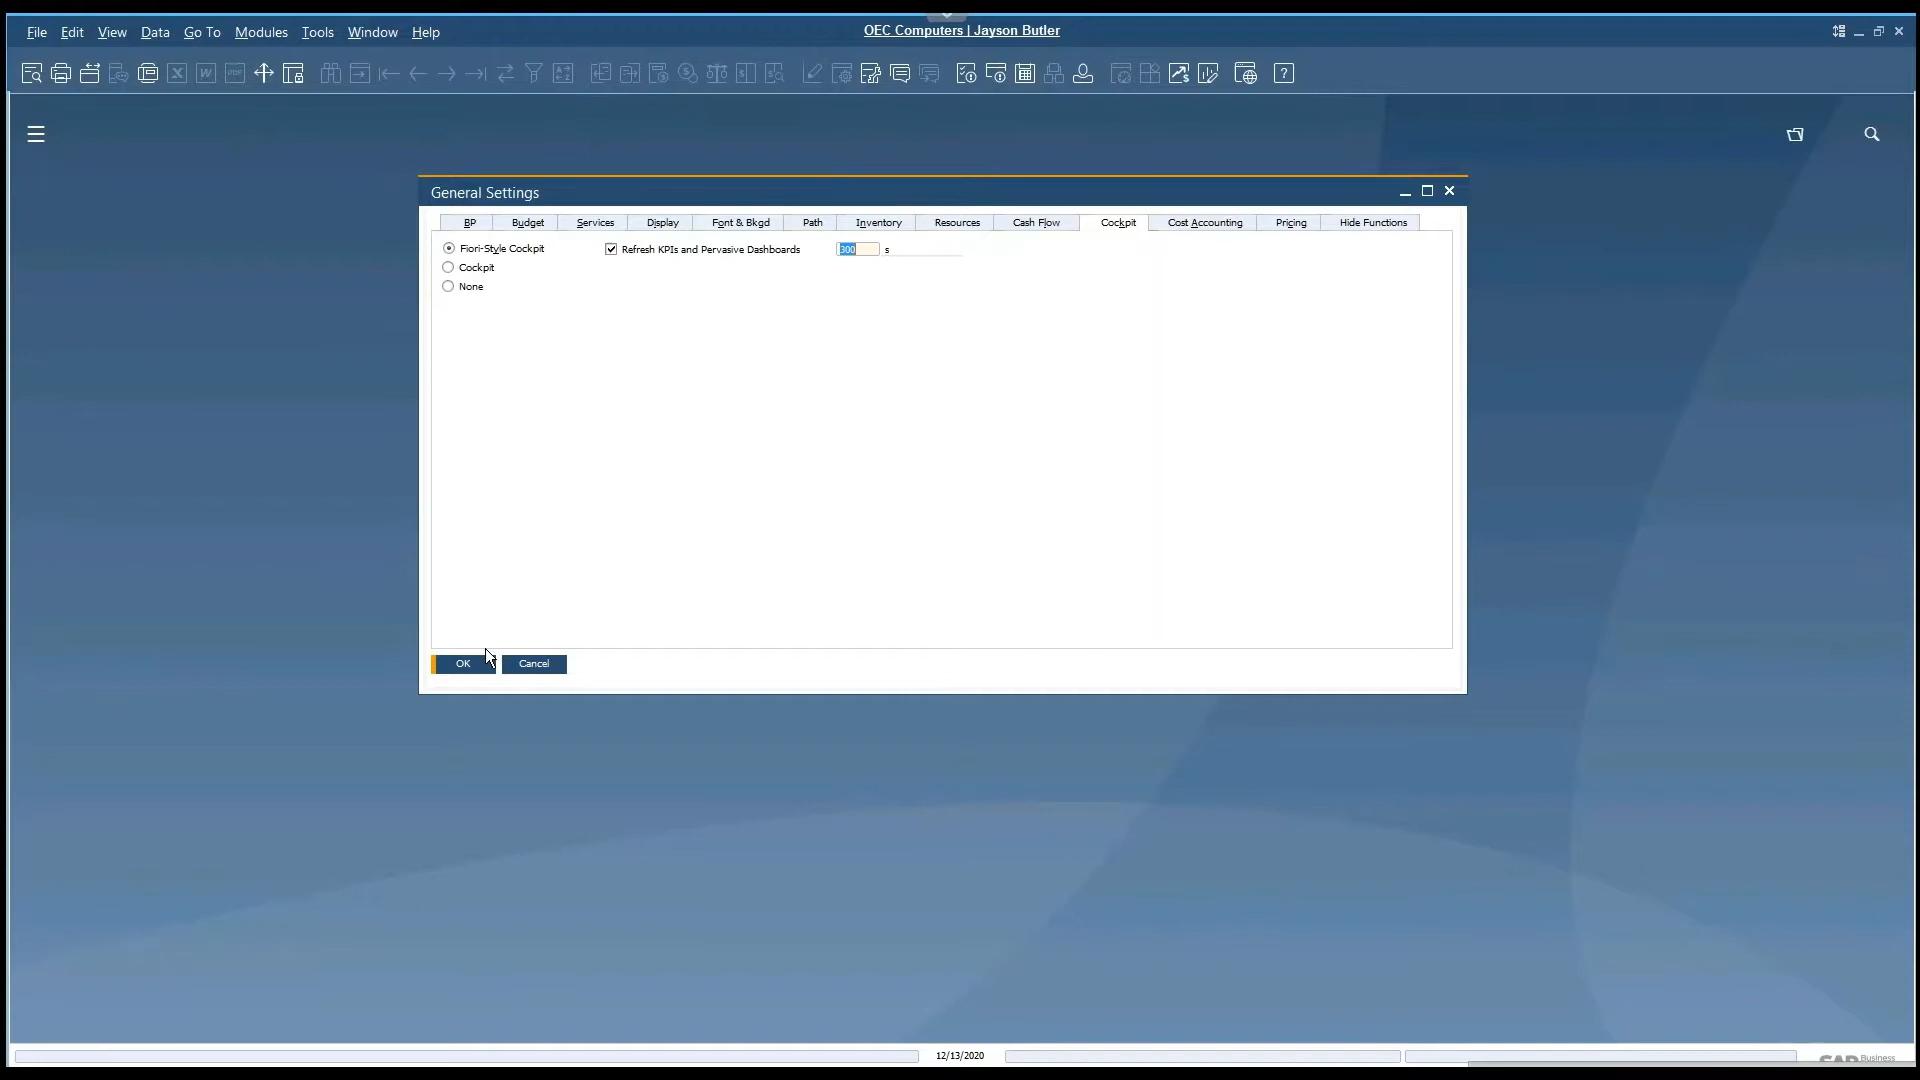 File Edit View Data Go To Modules Tools Window Help
OEC Computers | Jayson Butler
General Settings
BP Budget Services Display Font & Bkgd Path Inventory Resources Cash Flow Cockpit Cost Accounting Pricing Hide Functions
Fiori-Style Cockpit Refresh KPIs and Pervasive Dashboards 300 s
Cockpit
None
OK Cancel
12/13/2020
SAP Business